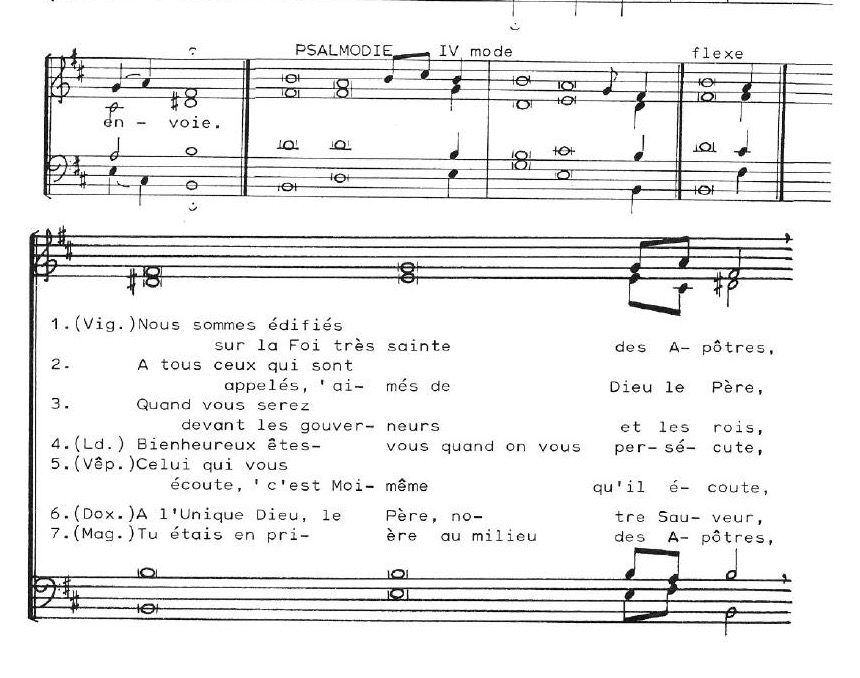 PSALMODIE IV mode flexe
en – voie.
1.(Vig.)Nous sommes édifiés
sur la Foi très sainte des A– pôtres,
2. A tous ceux qui sont
appelés, 'ai– més de Dieu le Père,
3. Quand vous serez
devant les gouver– neurs et les rois,
4.(Ld.) Bienheureux êtes– vous quand on vous per– sé– cute,
5.(Vêp.)Celui qui vous
écoute, 'c'est Moi– même qu'il é– coute,
6.(Dox.)A l'Unique Dieu, le Père, no– tre Sau– veur,
7.(Mag.)Tu étais en pri– ère au milieu des A– pôtres,